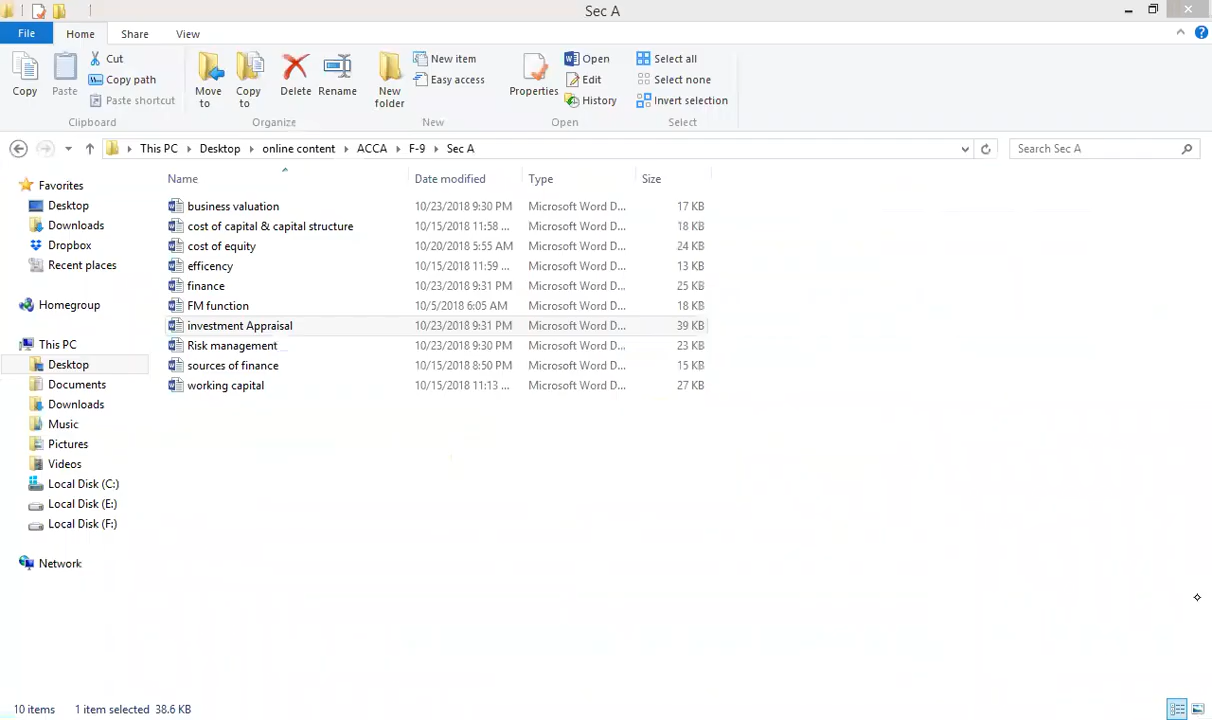 Sec A
File Home Share View
Copy Paste Cut Copy path Paste shortcut Move to Copy to Delete Rename New folder New item Easy access Properties Open Edit History Select all Select none Invert selection
Clipboard Organize New Open Select
This PC Desktop online content ACCA F-9 Sec A Search Sec A
Name Date modified Type Size
Favorites
Desktop
Downloads
Dropbox
Recent places
Homegroup
This PC
Desktop
Documents
Downloads
Music
Pictures
Videos
Local Disk (C:)
Local Disk (E:)
Local Disk (F:)
Network
business valuation 10/23/2018 9:30 PM Microsoft Word D... 17 KB
cost of capital & capital structure 10/15/2018 11:58 ... Microsoft Word D... 18 KB
cost of equity 10/20/2018 5:55 AM Microsoft Word D... 24 KB
efficency 10/15/2018 11:59 ... Microsoft Word D... 13 KB
finance 10/23/2018 9:31 PM Microsoft Word D... 25 KB
FM function 10/5/2018 6:05 AM Microsoft Word D... 18 KB
investment Appraisal 10/23/2018 9:31 PM Microsoft Word D... 39 KB
Risk management 10/23/2018 9:30 PM Microsoft Word D... 23 KB
sources of finance 10/15/2018 8:50 PM Microsoft Word D... 15 KB
working capital 10/15/2018 11:13 ... Microsoft Word D... 27 KB
10 items 1 item selected 38.6 KB